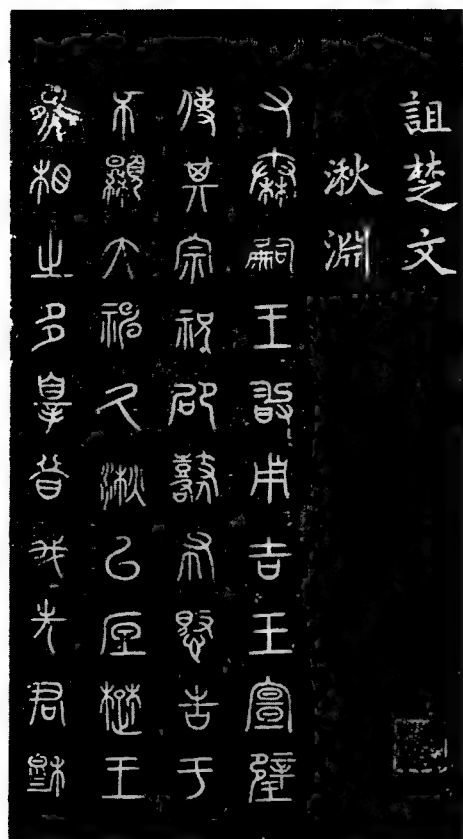 詛楚文
湫淵
又秦嗣王敢用吉玉宣璧
使其宗祝邵鼛布愍告于
不顯大神久湫以底楚王
熊相之多辠昔我先君穆